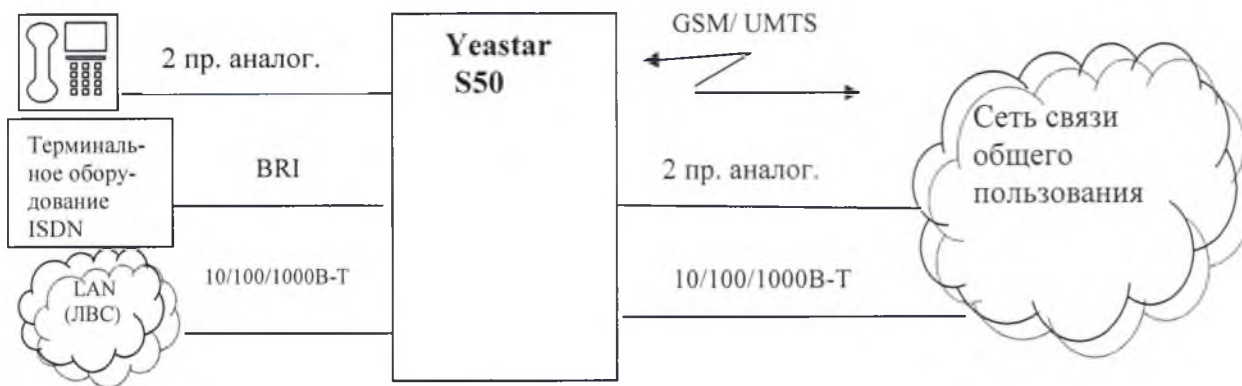 2 пр. аналог.
Терминаль-
ное обору-
дование
ISDN
BRI
LAN
(ЛВС)
10/100/1000B-T
Yeastar
S50
GSM/ UMTS
2 пр. аналог.
10/100/1000B-T
Сеть связи
общего
пользования